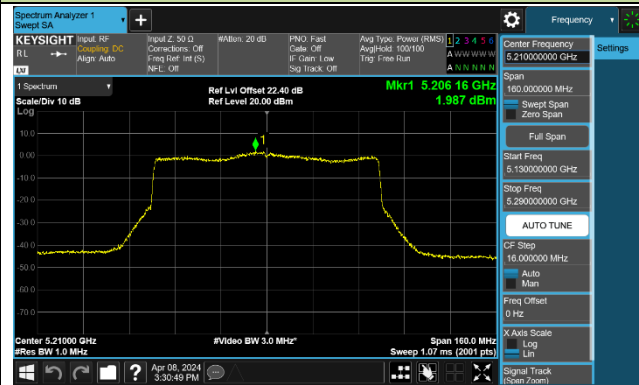 Spectrum Analyzer 1
Swept SA
Frequency
KEYSIGHT
RL
LXI
Input: RF
Coupling: DC
Align: Auto
Input Z: 50 Ω
Corrections: Off
Freq Ref: Int (S)
NFE: Off
#Atten: 20 dB
PNO: Fast
Gate: Off
IF Gain: Low
Sig Track: Off
Avg Type: Power (RMS)
Avg|Hold: 100/100
Trig: Free Run
1 2 3 4 5 6
A W W W W W
A N N N N N
1 Spectrum
Scale/Div 10 dB
Log
Ref Lvl Offset 22.40 dB
Ref Level 20.00 dBm
Mkr1 5.206 16 GHz
1.987 dBm
1
10.0
0.00
-10.0
-20.0
-30.0
-40.0
-50.0
-60.0
-70.0
Center 5.21000 GHz
#Res BW 1.0 MHz
#Video BW 3.0 MHz*
Span 160.0 MHz
Sweep 1.07 ms (2001 pts)
Apr 08, 2024
3:30:49 PM
Center Frequency
5.210000000 GHz
Span
160.000000 MHz
Swept Span
Zero Span
Full Span
Start Freq
5.130000000 GHz
Stop Freq
5.290000000 GHz
AUTO TUNE
CF Step
16.000000 MHz
Auto
Man
Freq Offset
0 Hz
X Axis Scale
Log
Lin
Signal Track
(Span Zoom)
Settings